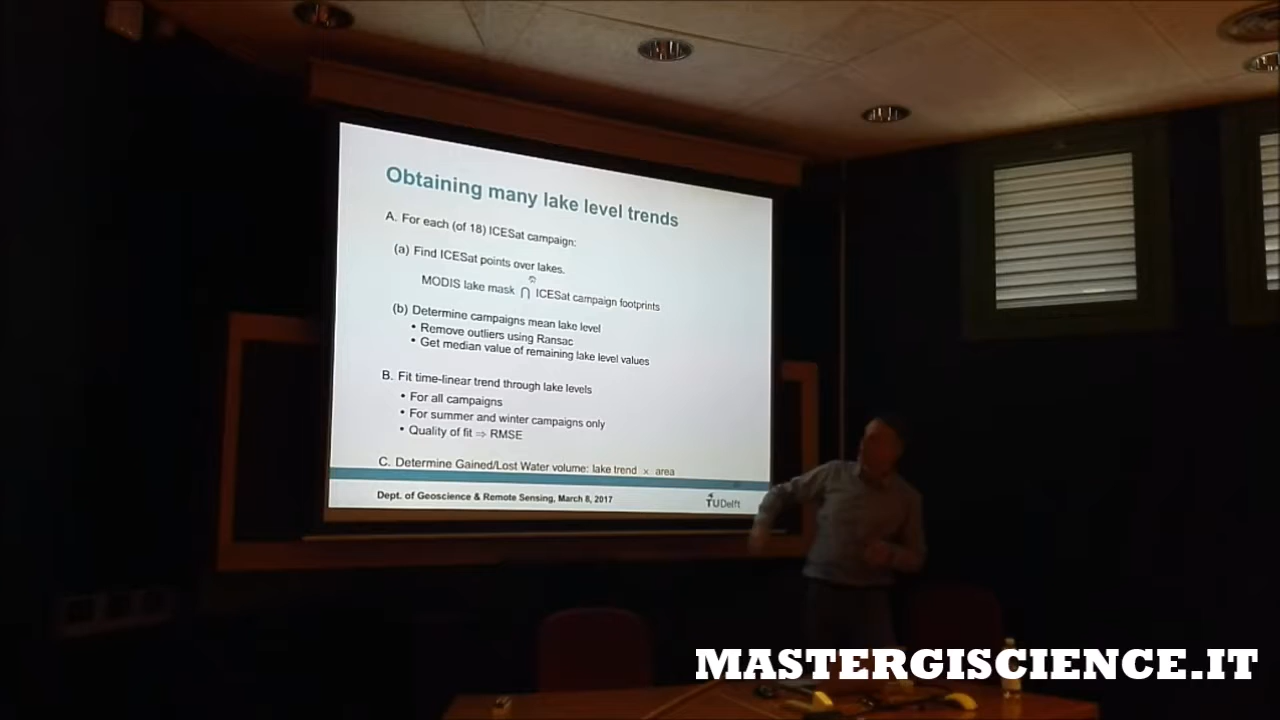 Obtaining many lake level trends
A. For each (of 18) ICESat campaign:
(a) Find ICESat points over lakes.
MODIS lake mask ⋂ ICESat campaign footprints
(b) Determine campaigns mean lake level
• Remove outliers using Ransac
• Get median value of remaining lake level values
B. Fit time-linear trend through lake levels
• For all campaigns
• For summer and winter campaigns only
• Quality of fit ⇒ RMSE
C. Determine Gained/Lost Water volume: lake trend × area
Dept. of Geoscience & Remote Sensing, March 8, 2017
TUDelft
MASTERGISCIENCE.IT